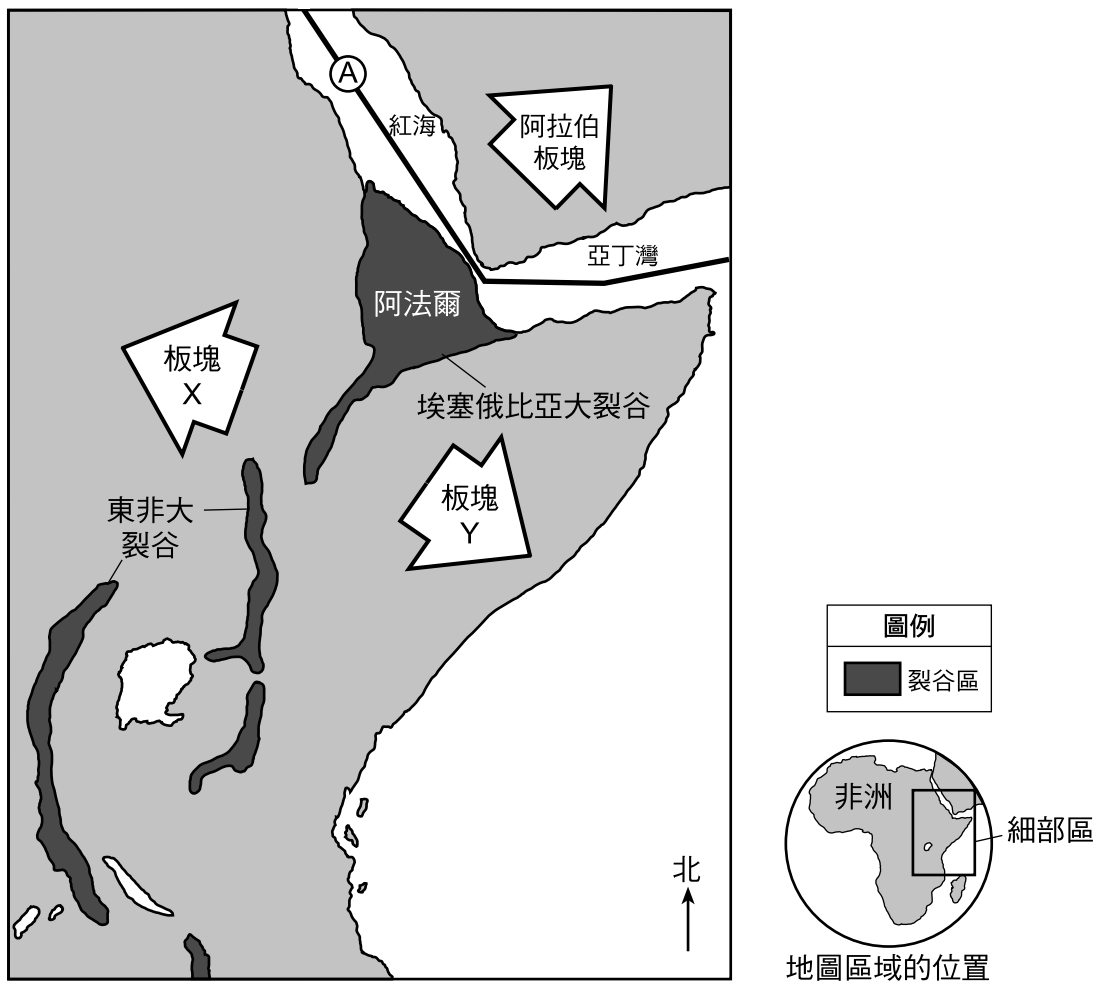 A
紅海
阿拉伯
板塊
亞丁灣
阿法爾
板塊
X
埃塞俄比亞大裂谷
板塊
Y
東非大
裂谷
圖例
裂谷區
非洲
細部區
北
地圖區域的位置